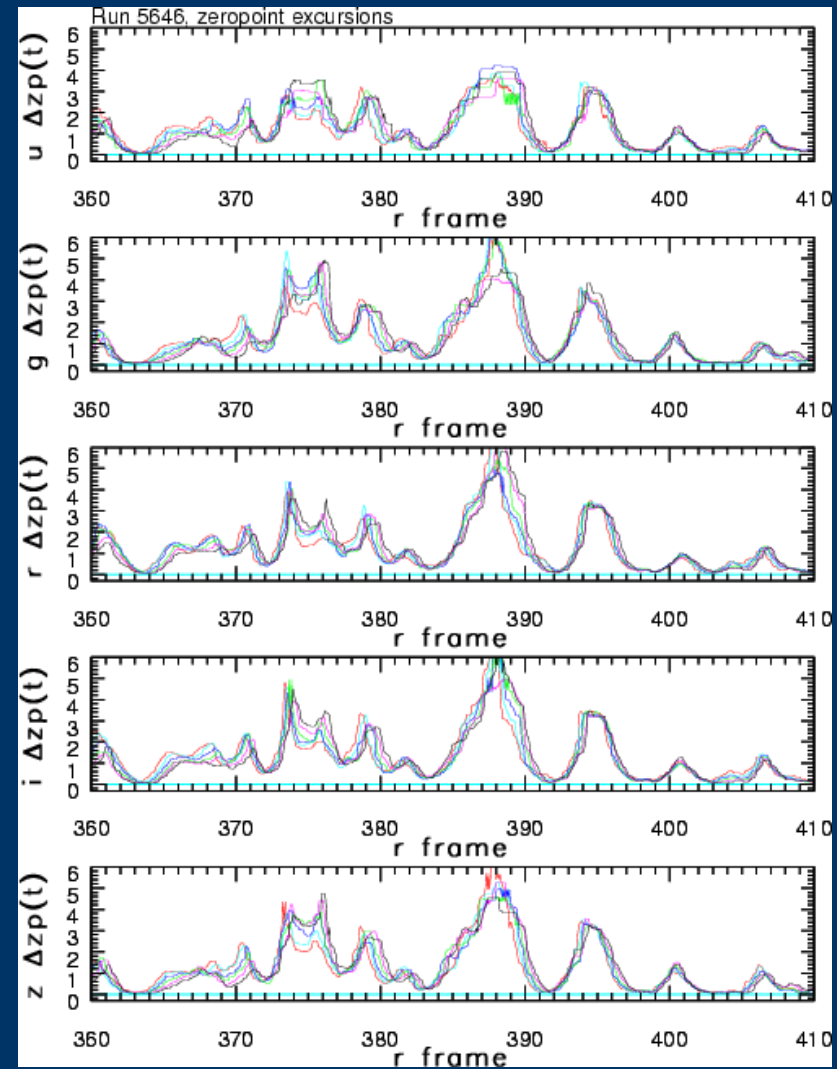 Run 5646, zeropoint excursions
u Δzp(t)
0 1 2 3 4 5 6
360 370 380 390 400 410
r frame
g Δzp(t)
0 1 2 3 4 5 6
360 370 380 390 400 410
r frame
r Δzp(t)
0 1 2 3 4 5 6
360 370 380 390 400 410
r frame
i Δzp(t)
0 1 2 3 4 5 6
360 370 380 390 400 410
r frame
z Δzp(t)
0 1 2 3 4 5 6
360 370 380 390 400 410
r frame